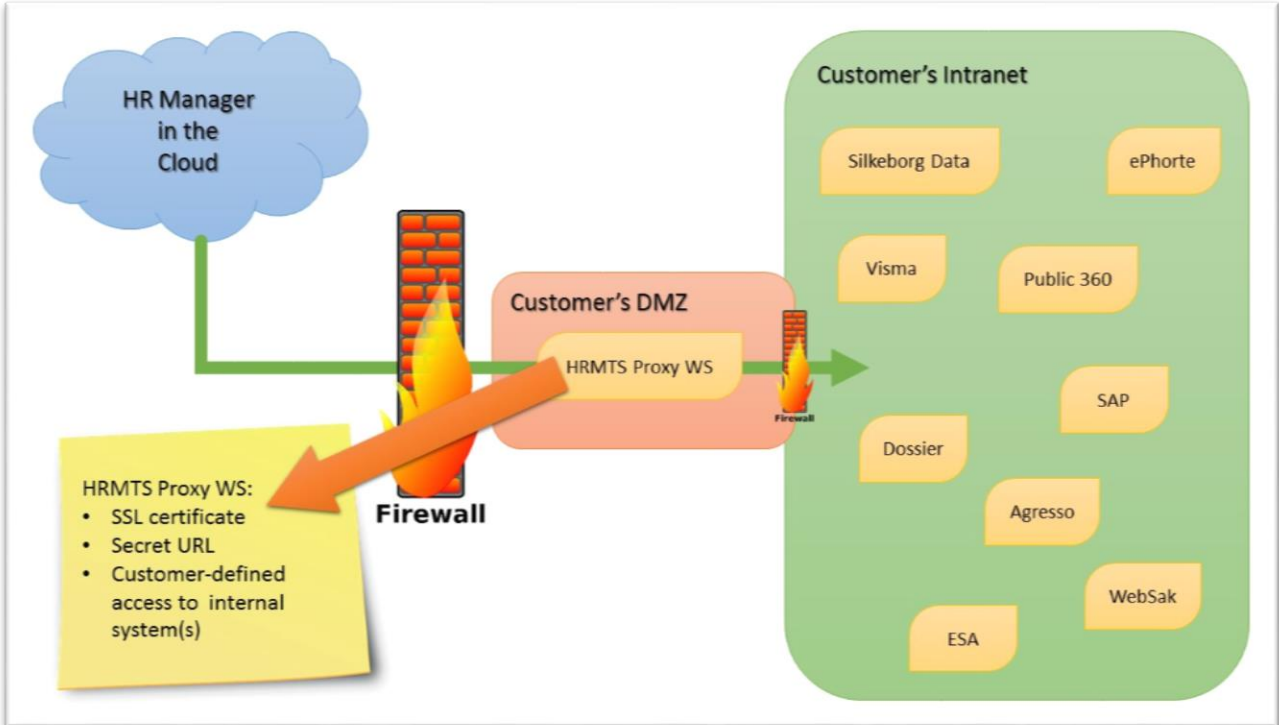 HR Manager
in the
Cloud
Customer's Intranet
Silkeborg Data
ePhorte
Visma
Public 360
Customer's DMZ
HRMTS Proxy WS
Firewall
SAP
Dossier
Agresso
WebSak
ESA
Firewall
HRMTS Proxy WS:
• SSL certificate
• Secret URL
• Customer-defined
access to internal
system(s)